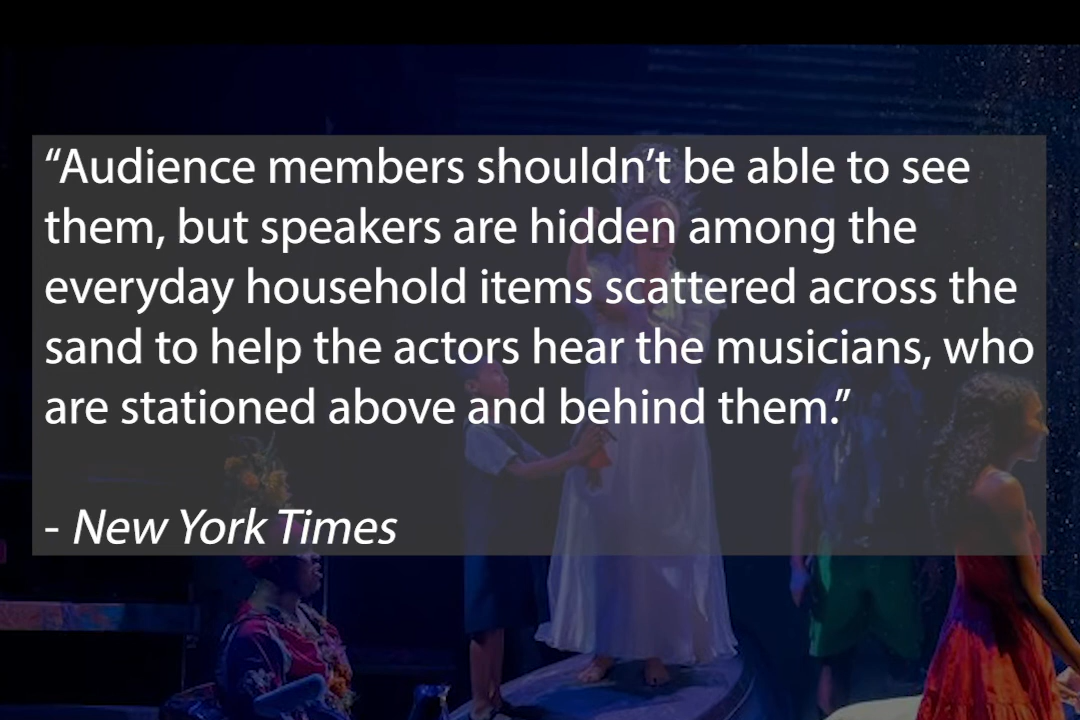 “Audience members shouldn’t be able to see
them, but speakers are hidden among the
everyday household items scattered across the
sand to help the actors hear the musicians, who
are stationed above and behind them.”
- New York Times